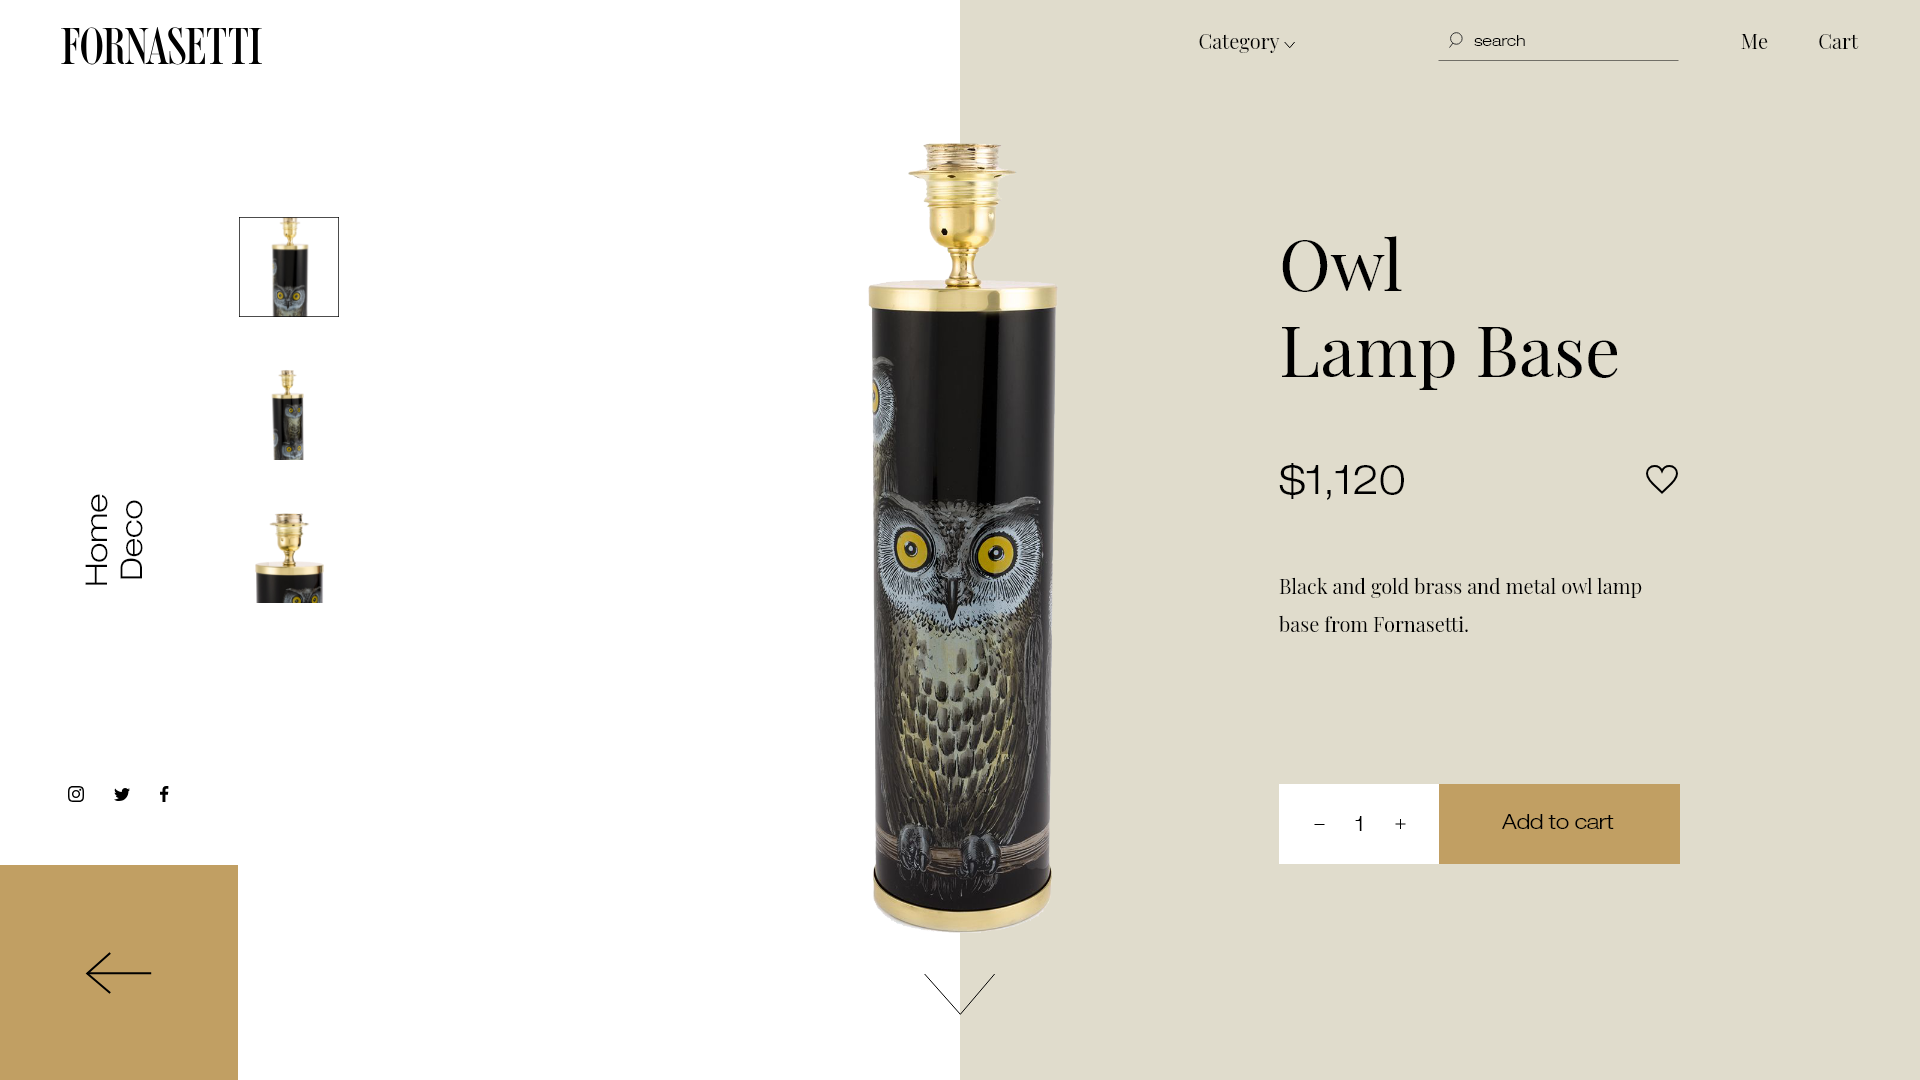 FORNASETTI
Category
search
Me
Cart
Owl
Lamp Base
$1,120
Home
Deco
Black and gold brass and metal owl lamp
base from Fornasetti.
− 1 +
Add to cart